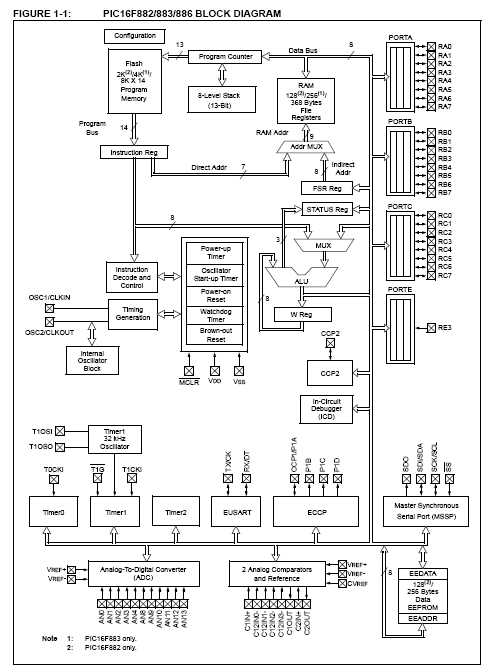 FIGURE 1-1: PIC16F882/883/886 BLOCK DIAGRAM
Configuration
13
Program Counter
Data Bus
8
PORTA
RA0
RA1
RA2
RA3
RA4
RA5
RA6
RA7
Flash
2K(2)/4K(1)/
8K X 14
Program
Memory
8-Level Stack
(13-Bit)
RAM
128(2)/256(1)/
368 Bytes
File
Registers
Program
Bus
14
RAM Addr
9
PORTB
RB0
RB1
RB2
RB3
RB4
RB5
RB6
RB7
Addr MUX
Instruction Reg
Direct Addr
7
8
Indirect
Addr
FSR Reg
STATUS Reg
PORTC
RC0
RC1
RC2
RC3
RC4
RC5
RC6
RC7
8
3
MUX
Power-up
Timer
Oscillator
Start-up Timer
Power-on
Reset
Watchdog
Timer
Brown-out
Reset
Instruction
Decode and
Control
ALU
8
W Reg
PORTE
RE3
OSC1/CLKIN
OSC2/CLKOUT
Timing
Generation
Internal
Oscillator
Block
MCLR
VDD
VSS
CCP2
CCP2
In-Circuit
Debugger
(ICD)
T1OSI
T1OSO
Timer1
32 KHz
Oscillator
T0CKI
T1G
T1CKI
TX/CK
RX/DT
CCP1/P1A
P1B
P1C
P1D
SDO
SDI/SDA
SCK/SCL
SS
Timer0
Timer1
Timer2
EUSART
ECCP
Master Synchronous
Serial Port (MSSP)
VREF+
VREF-
Analog-To-Digital Converter
(ADC)
2 Analog Comparators
and Reference
VREF+
VREF-
CVREF
8
EEDATA
128(2)/
256 Bytes
Data
EEPROM
EEADDR
AN0
AN1
AN2
AN3
AN4
AN8
AN9
AN10
AN11
AN12
AN13
C1IN+
C12IN0-
C12IN1-
C12IN2-
C12IN3-
C1OUT
C2IN+
C2OUT
Note 1: PIC16F883 only.
2: PIC16F882 only.